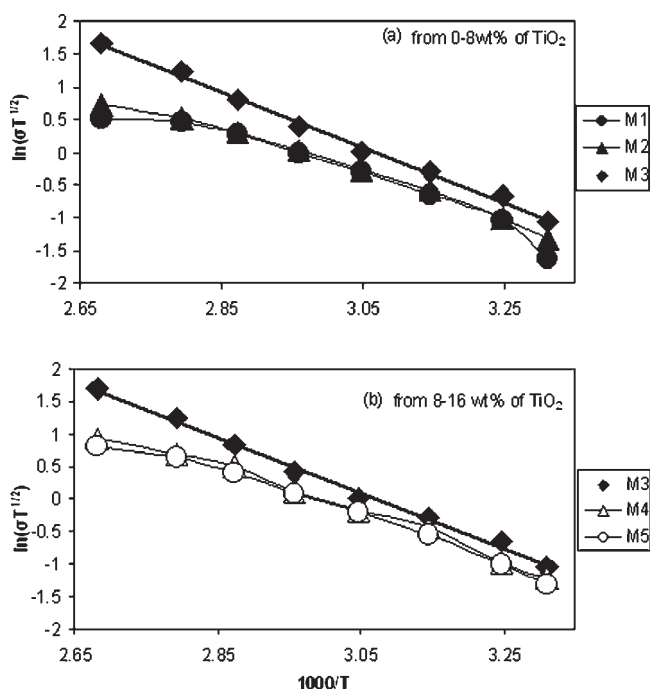 (a) from 0-8wt% of TiO₂
2
1.5
1
0.5
0
-0.5
-1
-1.5
-2
ln(σT^1/2)
2.65 2.85 3.05 3.25
M1
M2
M3
(b) from 8-16 wt% of TiO₂
2
1.5
1
0.5
0
-0.5
-1
-1.5
-2
ln(σT^1/2)
2.65 2.85 3.05 3.25
1000/T
M3
M4
M5